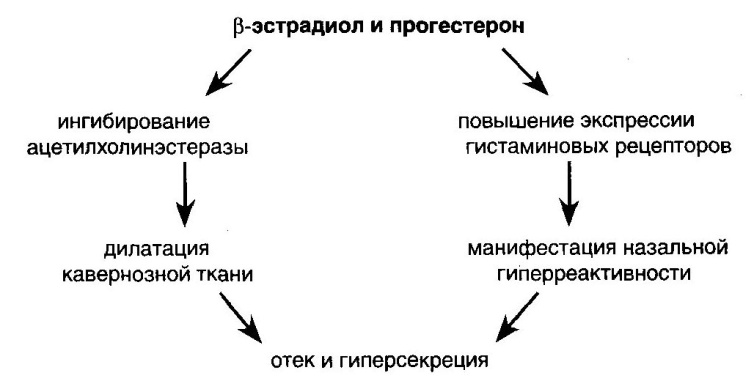 β-эстрадиол и прогестерон
ингибирование
ацетилхолинэстеразы
повышение экспрессии
гистаминовых рецепторов
дилатация
кавернозной ткани
манифестация назальной
гиперреактивности
отек и гиперсекреция